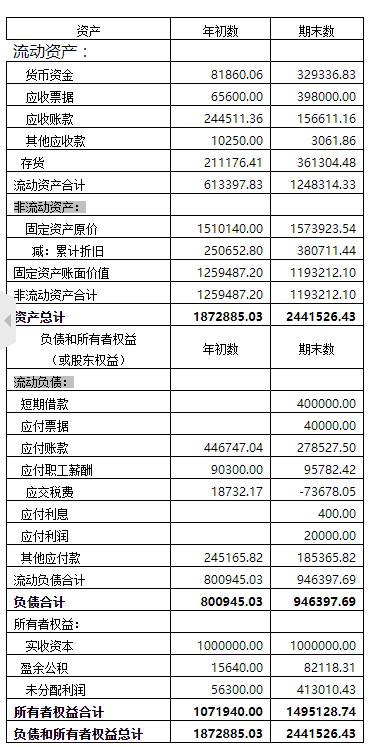 资产 年初数 期末数
流动资产：
货币资金 81860.06 329336.83
应收票据 65600.00 398000.00
应收账款 244511.36 156611.16
其他应收款 10250.00 3061.86
存货 211176.41 361304.48
流动资产合计 613397.83 1248314.33
非流动资产：
固定资产原价 1510140.00 1573923.54
减：累计折旧 250652.80 380711.44
固定资产账面价值 1259487.20 1193212.10
非流动资产合计 1259487.20 1193212.10
资产总计 1872885.03 2441526.43
负债和所有者权益
（或股东权益） 年初数 期末数
流动负债：
短期借款 400000.00
应付票据 40000.00
应付账款 446747.04 278527.50
应付职工薪酬 90300.00 95782.42
应交税费 18732.17 -73678.05
应付利息 400.00
应付利润 20000.00
其他应付款 245165.82 185365.82
流动负债合计 800945.03 946397.69
负债合计 800945.03 946397.69
所有者权益：
实收资本 1000000.00 1000000.00
盈余公积 15640.00 82118.31
未分配利润 56300.00 413010.43
所有者权益合计 1071940.00 1495128.74
负债和所有者权益总计 1872885.03 2441526.43